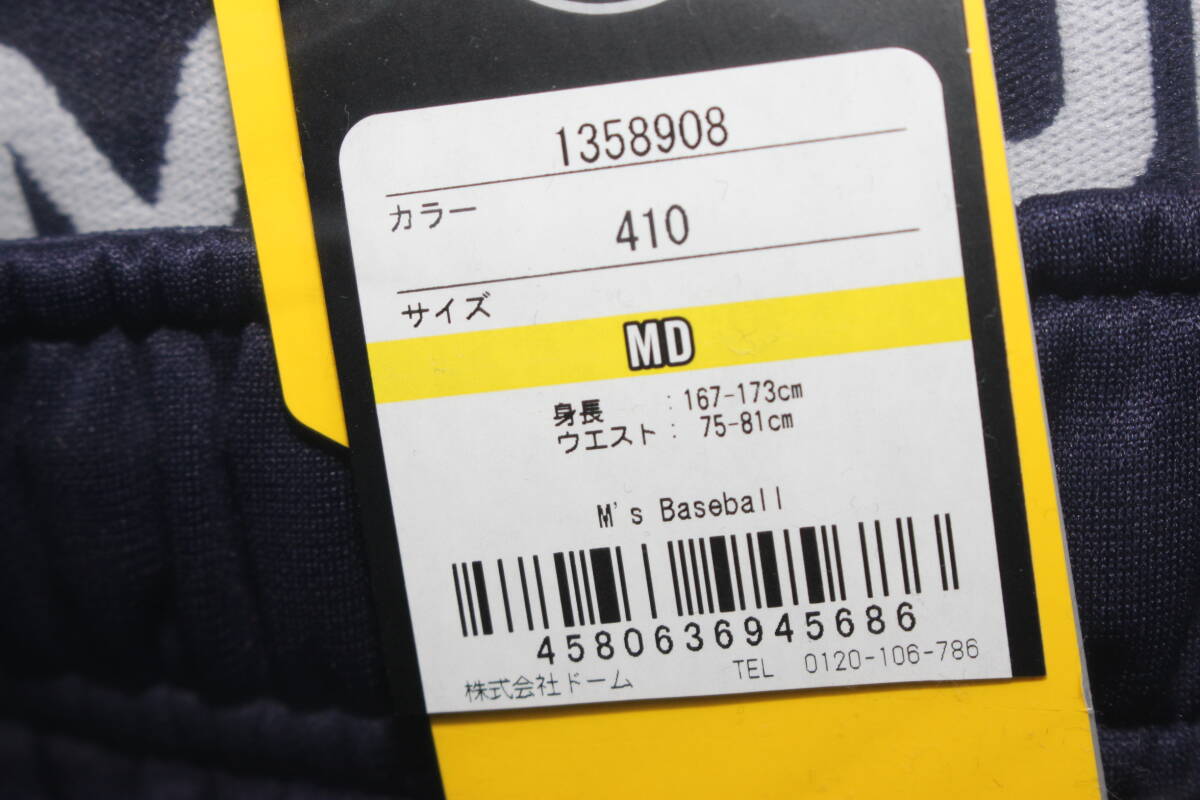 1358908
カラー
410
サイズ
MD
身長 : 167-173cm
ウエスト : 75-81cm
M's Baseball
4580636945686
株式会社ドーム TEL 0120-106-786